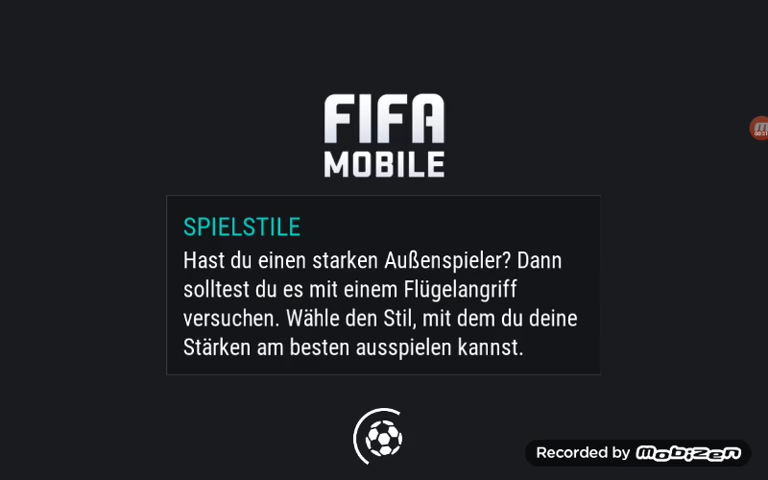 FIFA
MOBILE
SPIELSTILE
Hast du einen starken Außenspieler? Dann
solltest du es mit einem Flügelangriff
versuchen. Wähle den Stil, mit dem du deine
Stärken am besten ausspielen kannst.
Recorded by mobizen